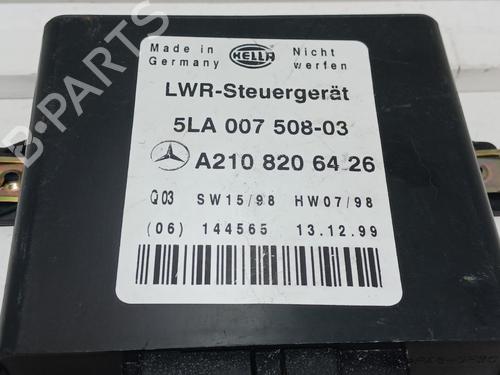 Made in Germany
HELLA
Nicht werfen
LWR-Steuergerät
5LA 007 508-03
A210 820 64 26
Q03 SW15/98 HW07/98
(06) 144565 13.12.99
B-Parts